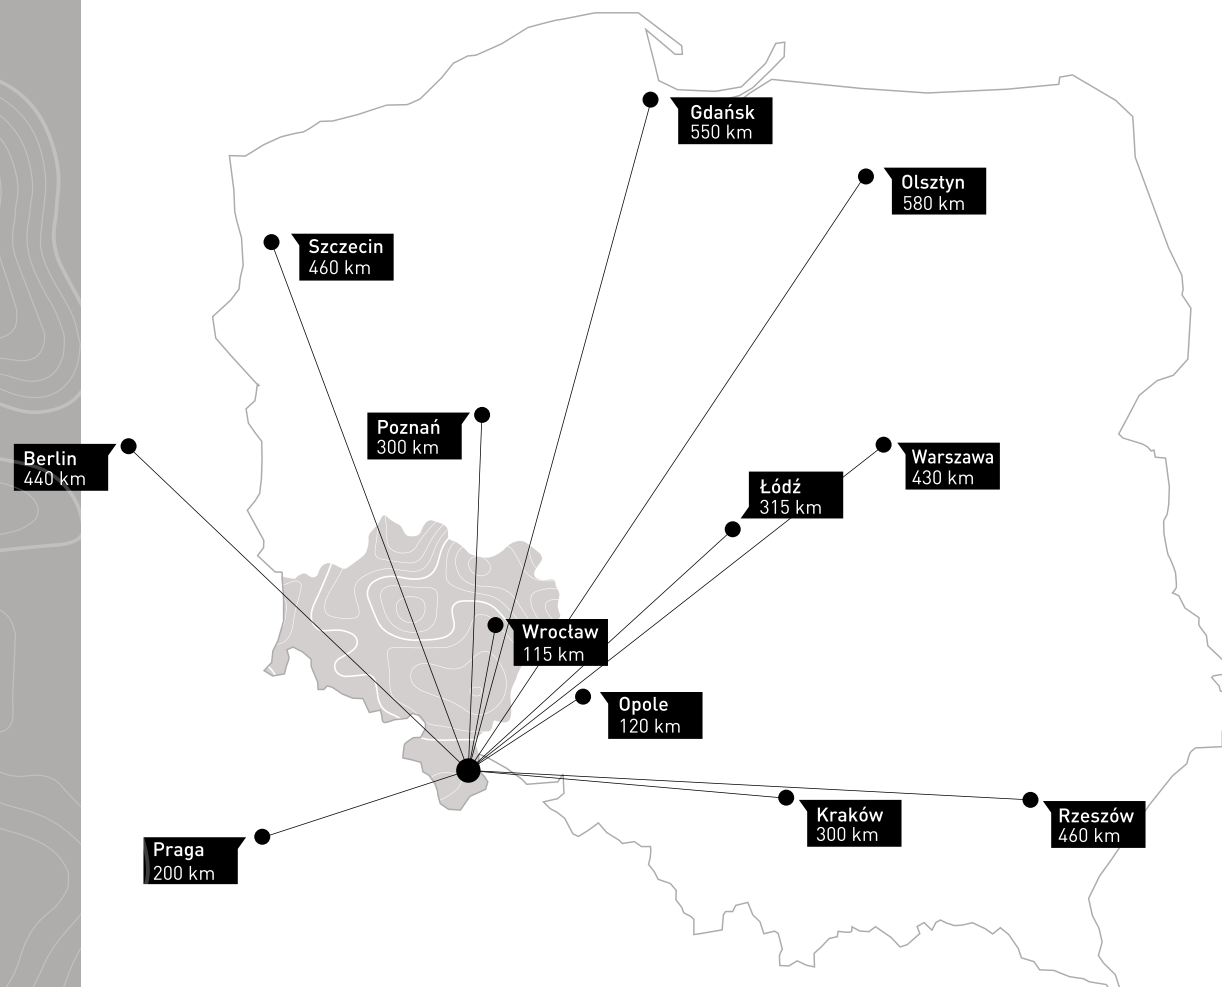 Gdańsk
550 km
Olsztyn
580 km
Szczecin
460 km
Poznań
300 km
Berlin
440 km
Warszawa
430 km
Łódź
315 km
Wrocław
115 km
Opole
120 km
Kraków
300 km
Rzeszów
460 km
Praga
200 km